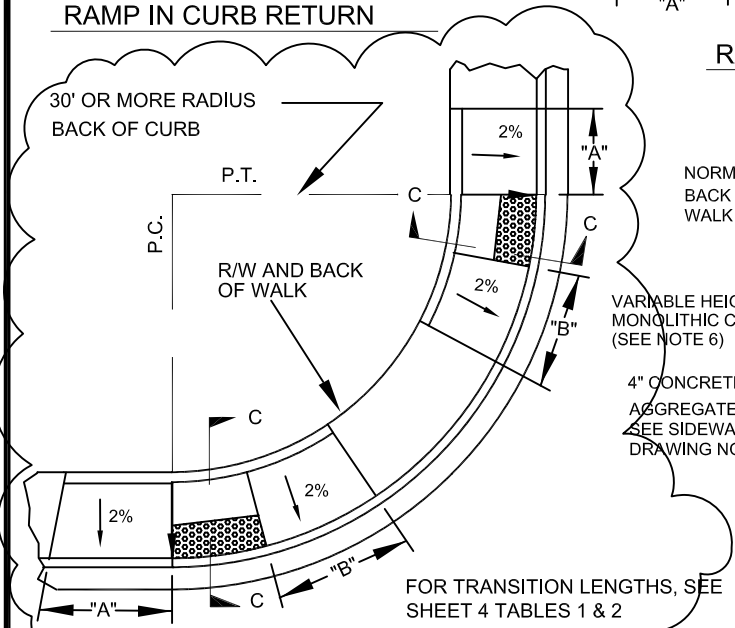 RAMP IN CURB RETURN
"A"
R
30' OR MORE RADIUS
BACK OF CURB
2%
"A"
P.T.
P.C.
C
C
NORM
BACK
WALK
R/W AND BACK
OF WALK
2%
"B"
VARIABLE HEIG
MONOLITHIC C
(SEE NOTE 6)
4" CONCRET
AGGREGATE
SEE SIDEWA
DRAWING NO
C
2%
2%
"B"
"A"
C
FOR TRANSITION LENGTHS, SEE
SHEET 4 TABLES 1 & 2